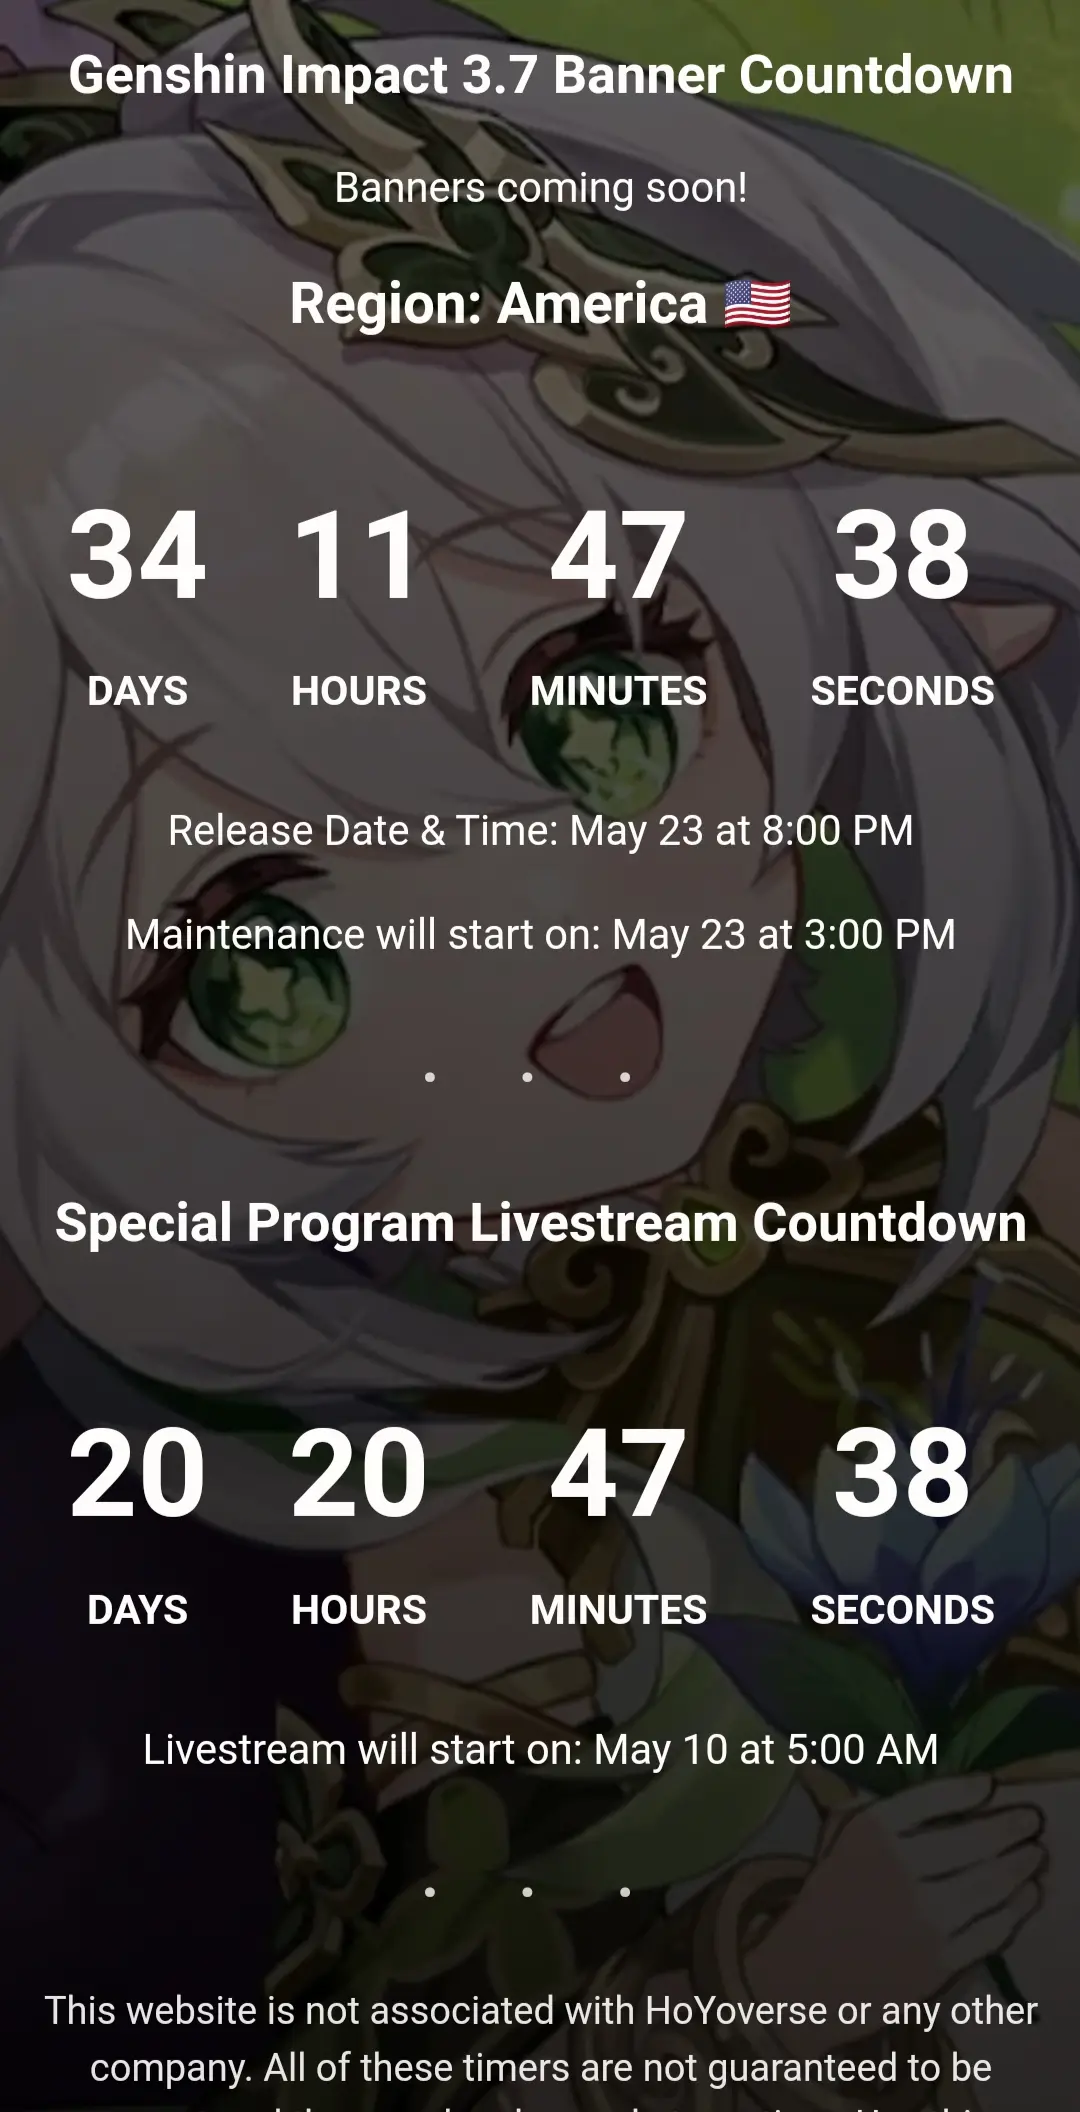 Genshin Impact 3.7 Banner Countdown
Banners coming soon!
Region: America 🇺🇸
34 11 47 38
DAYS HOURS MINUTES SECONDS
Release Date & Time: May 23 at 8:00 PM
Maintenance will start on: May 23 at 3:00 PM
. . .
Special Program Livestream Countdown
20 20 47 38
DAYS HOURS MINUTES SECONDS
Livestream will start on: May 10 at 5:00 AM
. . .
This website is not associated with HoYoverse or any other
company. All of these timers are not guaranteed to be